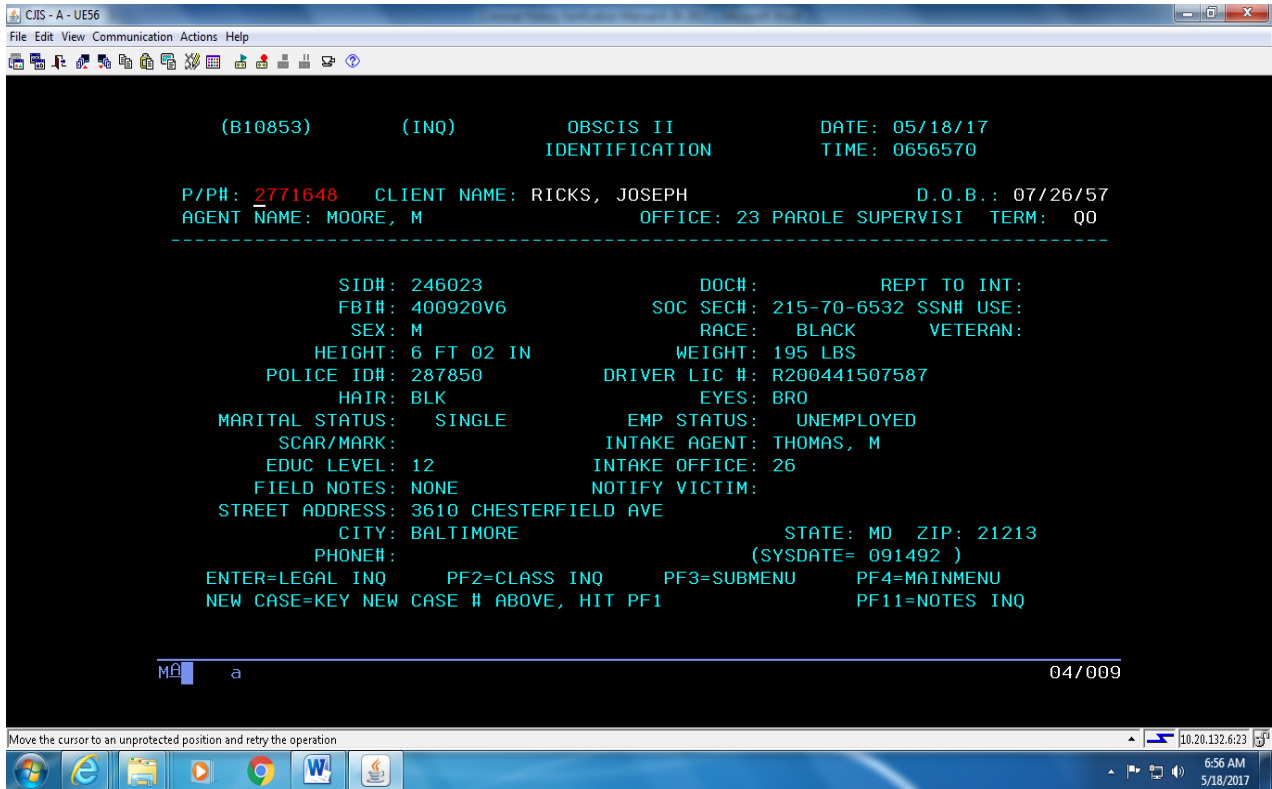 CJIS - A - UE56
File Edit View Communication Actions Help
(B10853) (INQ) OBSCIS II DATE: 05/18/17
IDENTIFICATION TIME: 0656570
P/P#: 2771648 CLIENT NAME: RICKS, JOSEPH D.O.B.: 07/26/57
AGENT NAME: MOORE, M OFFICE: 23 PAROLE SUPERVISI TERM: QO
SID#: 246023 DOC#: REPT TO INT:
FBI#: 400920V6 SOC SEC#: 215-70-6532 SSN# USE:
SEX: M RACE: BLACK VETERAN:
HEIGHT: 6 FT 02 IN WEIGHT: 195 LBS
POLICE ID#: 287850 DRIVER LIC #: R200441507587
HAIR: BLK EYES: BRO
MARITAL STATUS: SINGLE EMP STATUS: UNEMPLOYED
SCAR/MARK: INTAKE AGENT: THOMAS, M
EDUC LEVEL: 12 INTAKE OFFICE: 26
FIELD NOTES: NONE NOTIFY VICTIM:
STREET ADDRESS: 3610 CHESTERFIELD AVE
CITY: BALTIMORE STATE: MD ZIP: 21213
PHONE#: (SYSDATE= 091492 )
ENTER=LEGAL INQ PF2=CLASS INQ PF3=SUBMENU PF4=MAINMENU
NEW CASE=KEY NEW CASE # ABOVE, HIT PF1 PF11=NOTES INQ
MA a 04/009
Move the cursor to an unprotected position and retry the operation 10.20.132.6:23
6:56 AM
5/18/2017